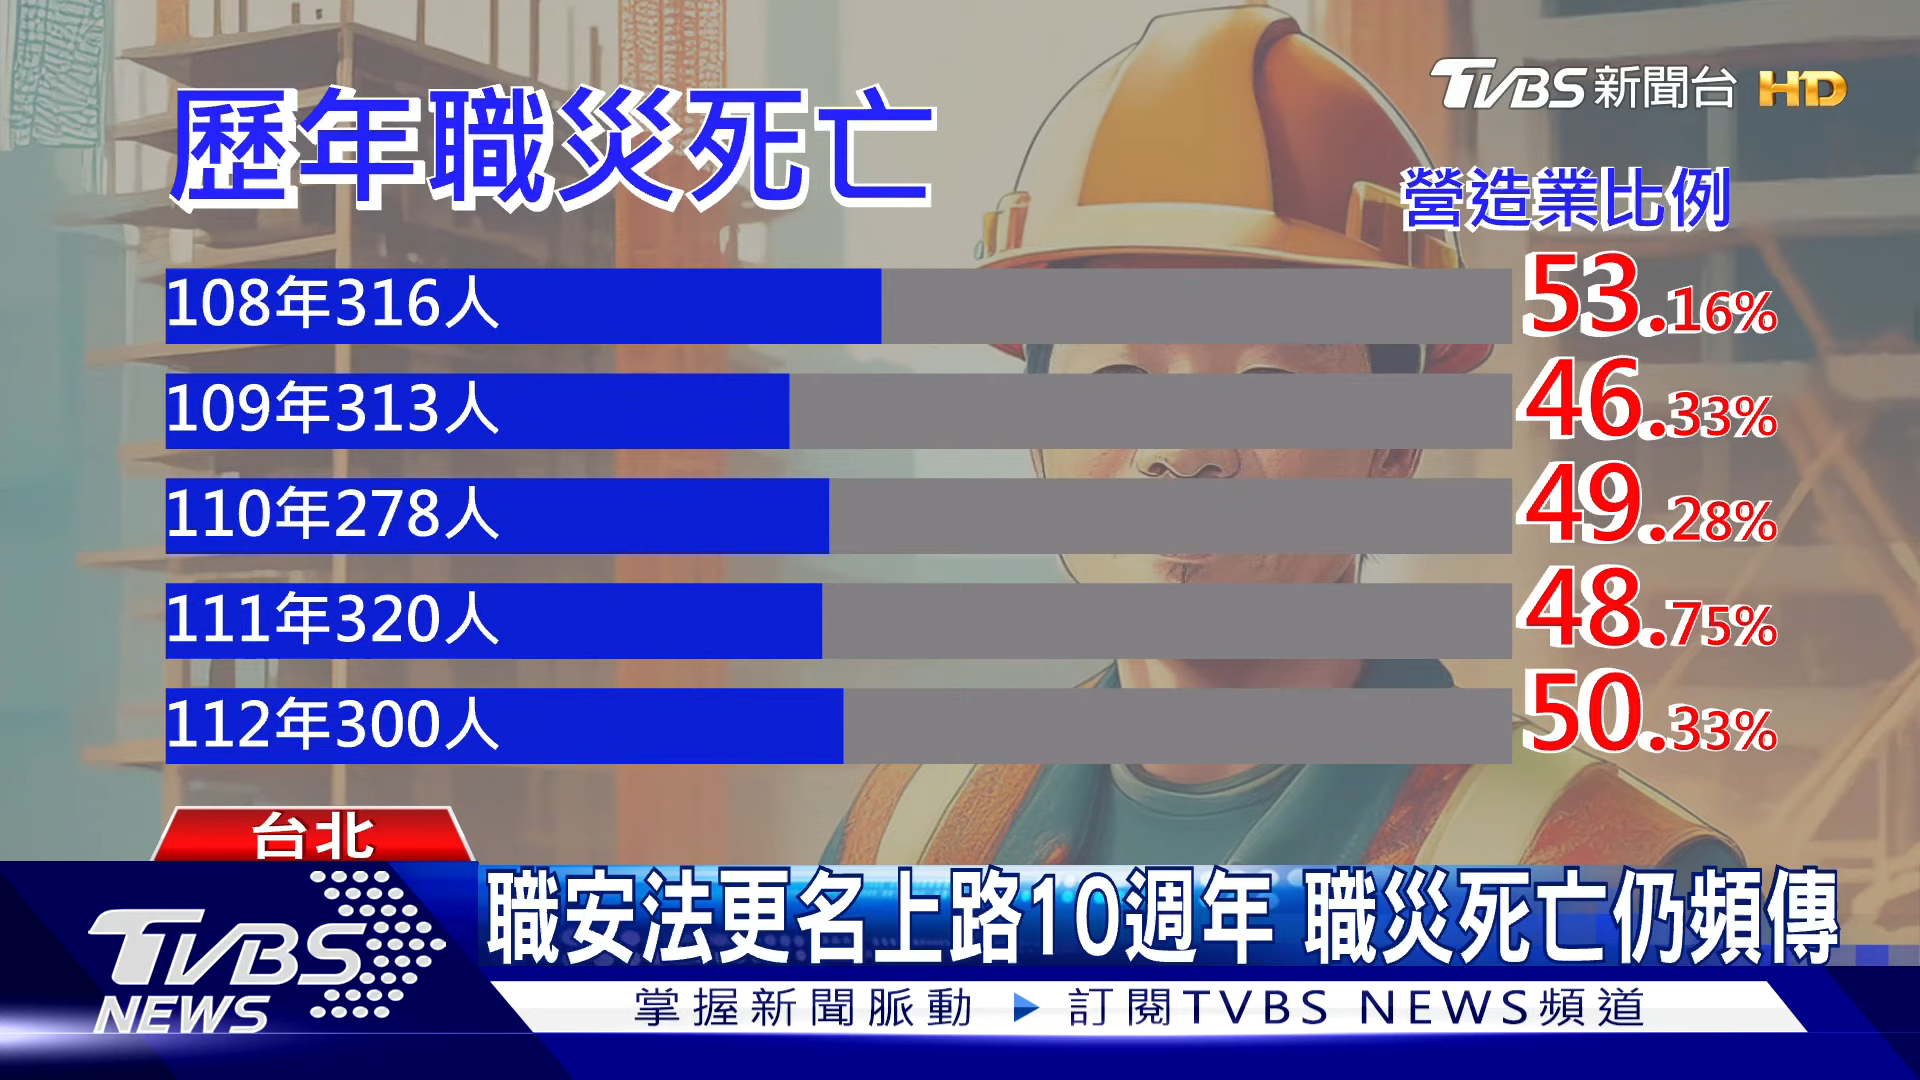 TVBS新聞台 HD
歷年職災死亡
營造業比例
108年316人 53.16%
109年313人 46.33%
110年278人 49.28%
111年320人 48.75%
112年300人 50.33%
台北
職安法更名上路10週年 職災死亡仍頻傳
TVBS
NEWS
掌握新聞脈動 ▶ 訂閱TVBS NEWS頻道